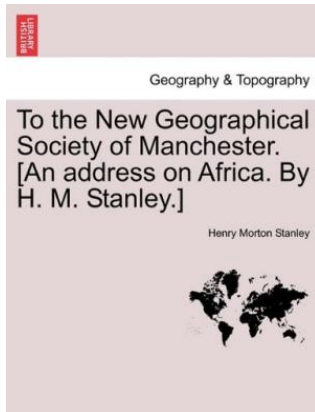 BRITISH
LIBRARY
Geography & Topography
To the New Geographical
Society of Manchester.
[An address on Africa. By
H. M. Stanley.]
Henry Morton Stanley